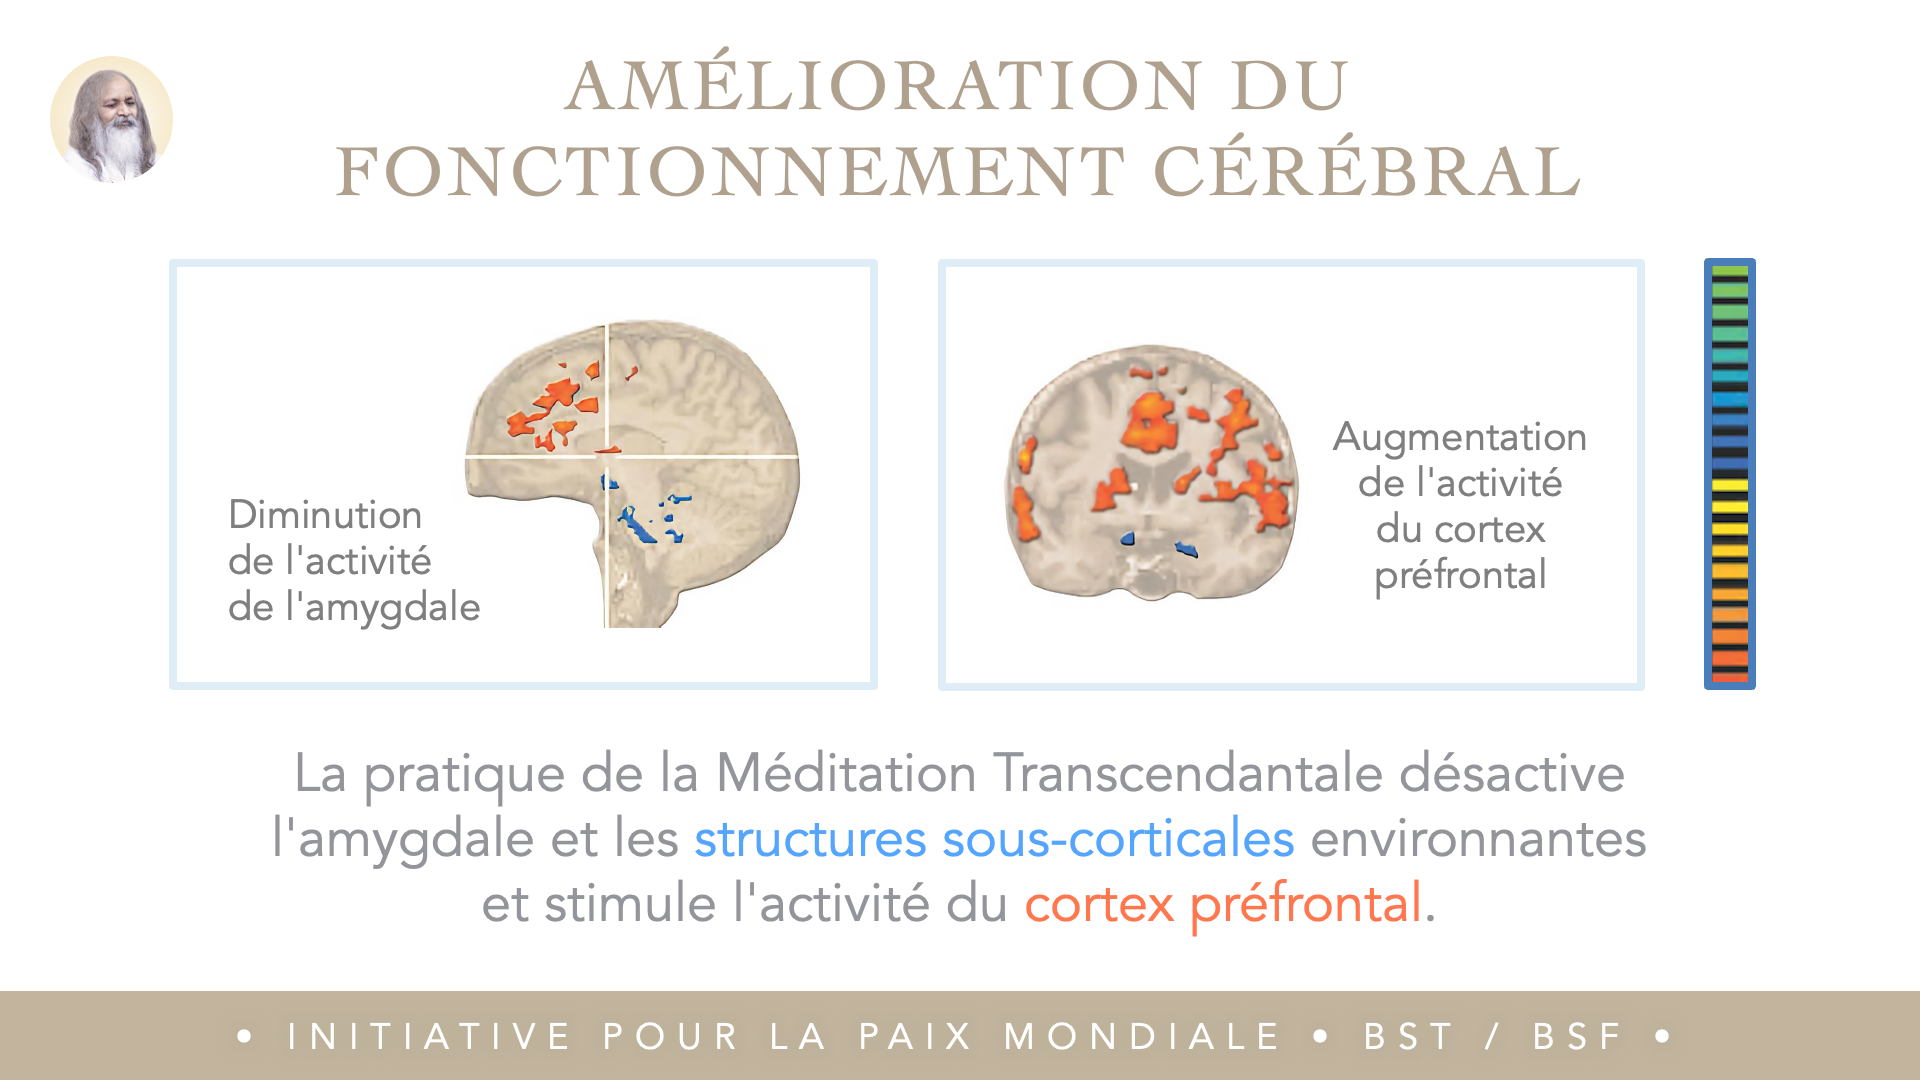 AMÉLIORATION DU
FONCTIONNEMENT CÉRÉBRAL
Diminution
de l'activité
de l'amygdale
Augmentation
de l'activité
du cortex
préfrontal
La pratique de la Méditation Transcendantale désactive
l'amygdale et les structures sous-corticales environnantes
et stimule l'activité du cortex préfrontal.
• INITIATIVE POUR LA PAIX MONDIALE • BST / BSF •